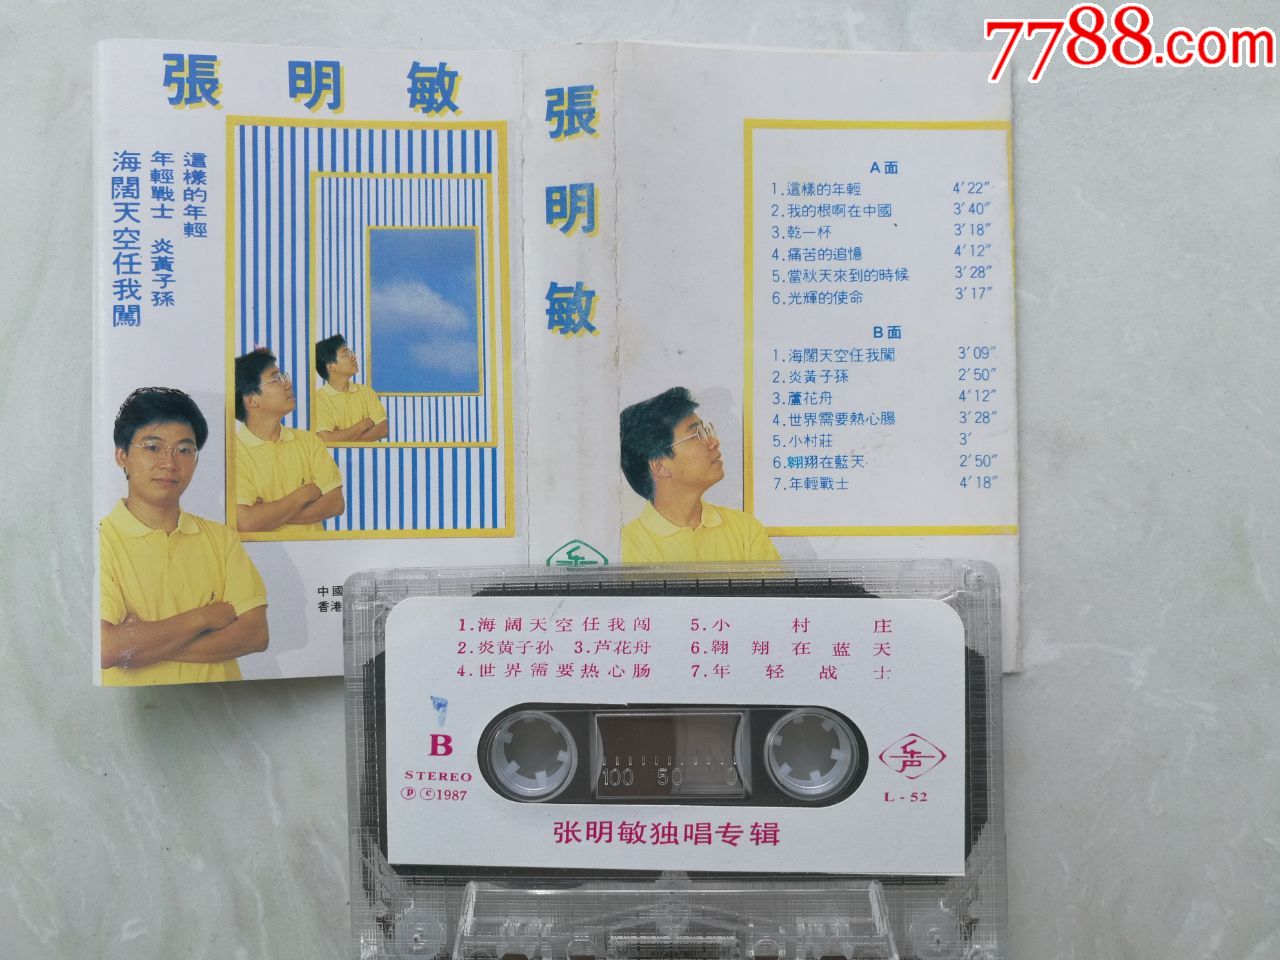 7788.com
張明敏
這樣的年輕
年輕戰士 炎黃子孫
海闊天空任我闖
中國
香港
張明敏
A面
1.這樣的年輕 4'22"
2.我的根啊在中國 3'40"
3.乾一杯 3'18"
4.痛苦的追憶 4'12"
5.當秋天來到的時候 3'28"
6.光輝的使命 3'17"
B面
1.海闊天空任我闖 3'09"
2.炎黃子孫 2'50"
3.蘆花舟 4'12"
4.世界需要熱心腸 3'28"
5.小村莊 3'
6.翱翔在藍天 2'50"
7.年輕戰士 4'18"
1.海阔天空任我闯 5.小村庄
2.炎黄子孙 3.芦花舟 6.翱翔在蓝天
4.世界需要热心肠 7.年轻战士
B
STEREO
Ⓟ©1987
100 50 0
乐声
L-52
张明敏独唱专辑